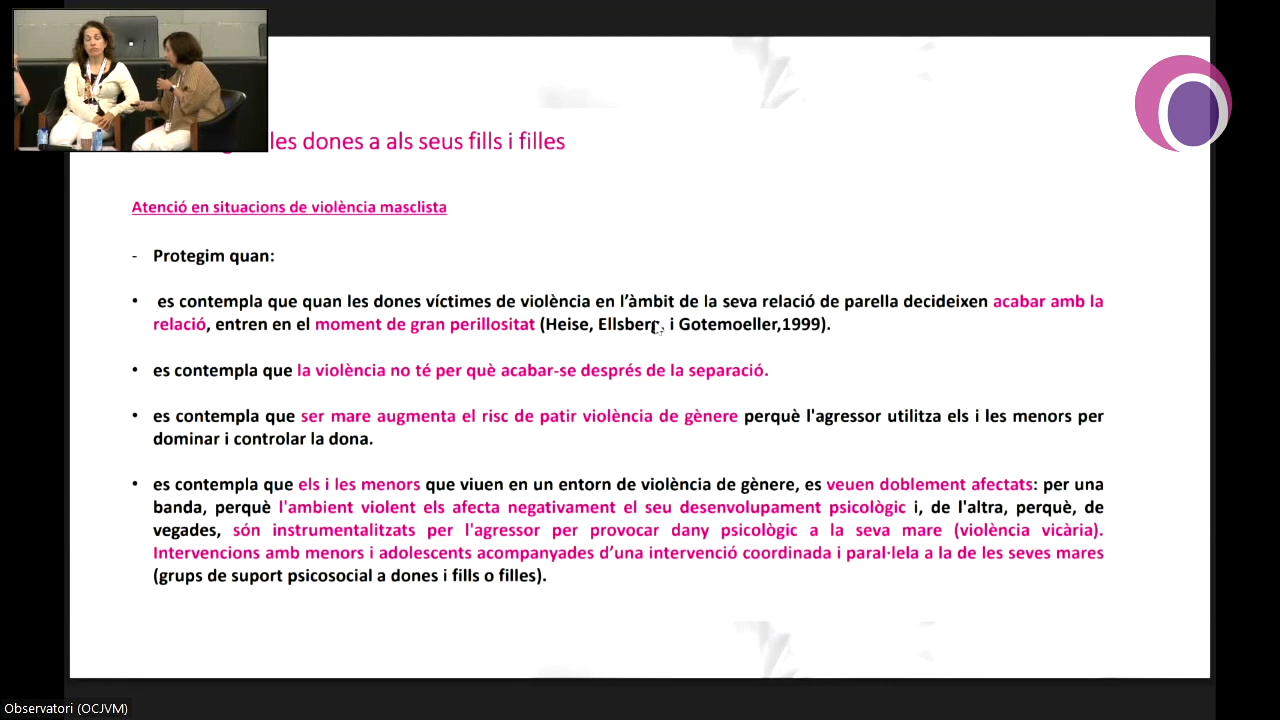 les dones a als seus fills i filles
Atenció en situacions de violència masclista
- Protegim quan:
• es contempla que quan les dones víctimes de violència en l’àmbit de la seva relació de parella decideixen acabar amb la
relació, entren en el moment de gran perillositat (Heise, Ellsberg, i Gotemoeller,1999).
• es contempla que la violència no té per què acabar-se després de la separació.
• es contempla que ser mare augmenta el risc de patir violència de gènere perquè l'agressor utilitza els i les menors per
dominar i controlar la dona.
• es contempla que els i les menors que viuen en un entorn de violència de gènere, es veuen doblement afectats: per una
banda, perquè l'ambient violent els afecta negativament el seu desenvolupament psicològic i, de l'altra, perquè, de
vegades, són instrumentalitzats per l'agressor per provocar dany psicològic a la seva mare (violència vicària).
Intervencions amb menors i adolescents acompanyades d’una intervenció coordinada i paral·lela a la de les seves mares
(grups de suport psicosocial a dones i fills o filles).
Observatori (OCJVM)